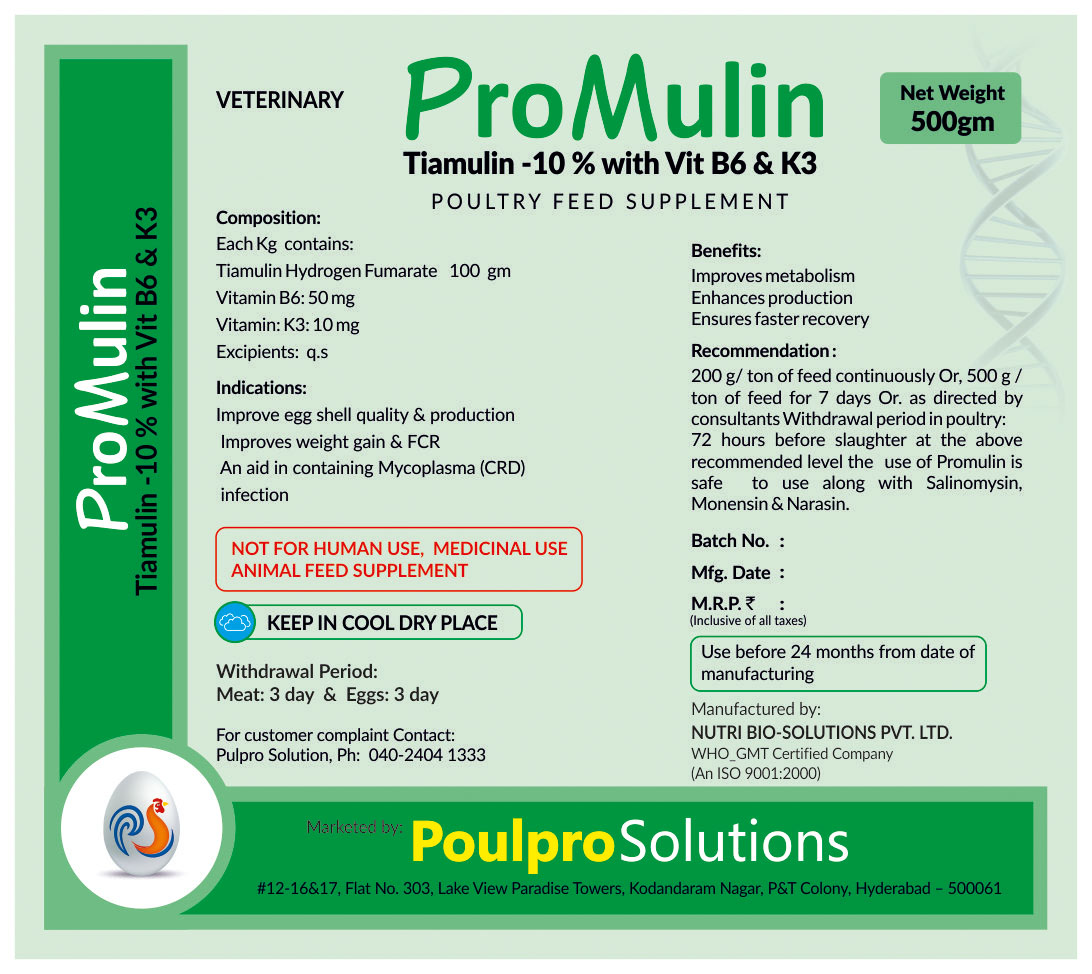 VETERINARY
ProMulin
Tiamulin -10 % with Vit B6 & K3
POULTRY FEED SUPPLEMENT
Net Weight
500gm
ProMulin
Tiamulin -10 % with Vit B6 & K3
Composition:
Each Kg contains:
Tiamulin Hydrogen Fumarate 100 gm
Vitamin B6: 50 mg
Vitamin: K3: 10 mg
Excipients: q.s
Indications:
Improve egg shell quality & production
Improves weight gain & FCR
An aid in containing Mycoplasma (CRD)
infection
NOT FOR HUMAN USE, MEDICINAL USE
ANIMAL FEED SUPPLEMENT
KEEP IN COOL DRY PLACE
Withdrawal Period:
Meat: 3 day & Eggs: 3 day
For customer complaint Contact:
Pulpro Solution, Ph: 040-2404 1333
Benefits:
Improves metabolism
Enhances production
Ensures faster recovery
Recommendation :
200 g/ ton of feed continuously Or, 500 g /
ton of feed for 7 days Or. as directed by
consultants Withdrawal period in poultry:
72 hours before slaughter at the above
recommended level the use of Promulin is
safe to use along with Salinomysin,
Monensin & Narasin.
Batch No. :
Mfg. Date :
M.R.P. ₹ :
(Inclusive of all taxes)
Use before 24 months from date of
manufacturing
Manufactured by:
NUTRI BIO-SOLUTIONS PVT. LTD.
WHO_GMT Certified Company
(An ISO 9001:2000)
Marketed by: Poulpro Solutions
#12-16&17, Flat No. 303, Lake View Paradise Towers, Kodandaram Nagar, P&T Colony, Hyderabad – 500061